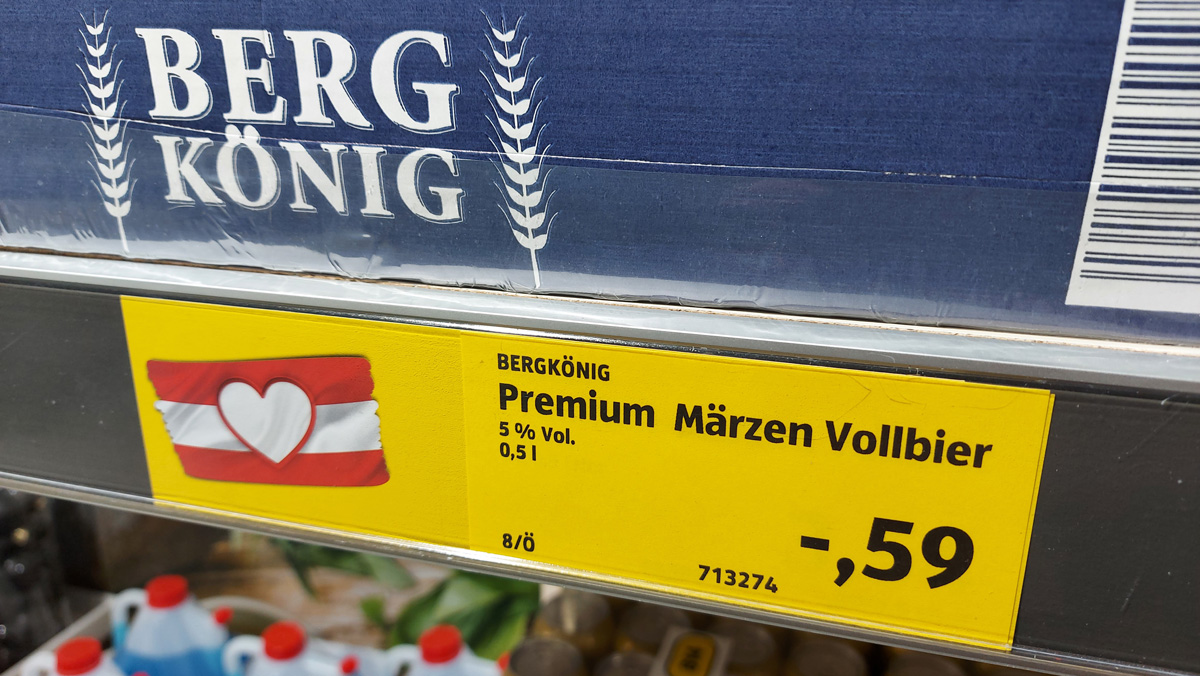 BERG
KÖNIG
BERGKÖNIG
Premium Märzen Vollbier
5 % Vol.
0,5 l
8/Ö
713274
-,59